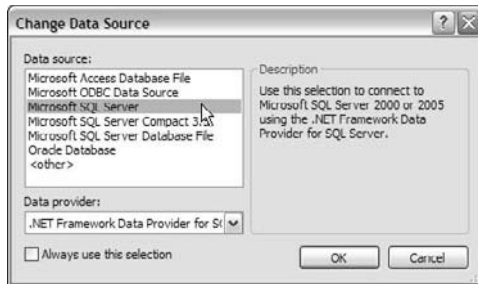 Change Data Source
Data source:
Microsoft Access Database File
Microsoft ODBC Data Source
Microsoft SQL Server
Microsoft SQL Server Compact 3.5
Microsoft SQL Server Database File
Oracle Database
<other>
Description
Use this selection to connect to
Microsoft SQL Server 2000 or 2005
using the .NET Framework Data
Provider for SQL Server.
Data provider:
.NET Framework Data Provider for S
Always use this selection
OK
Cancel